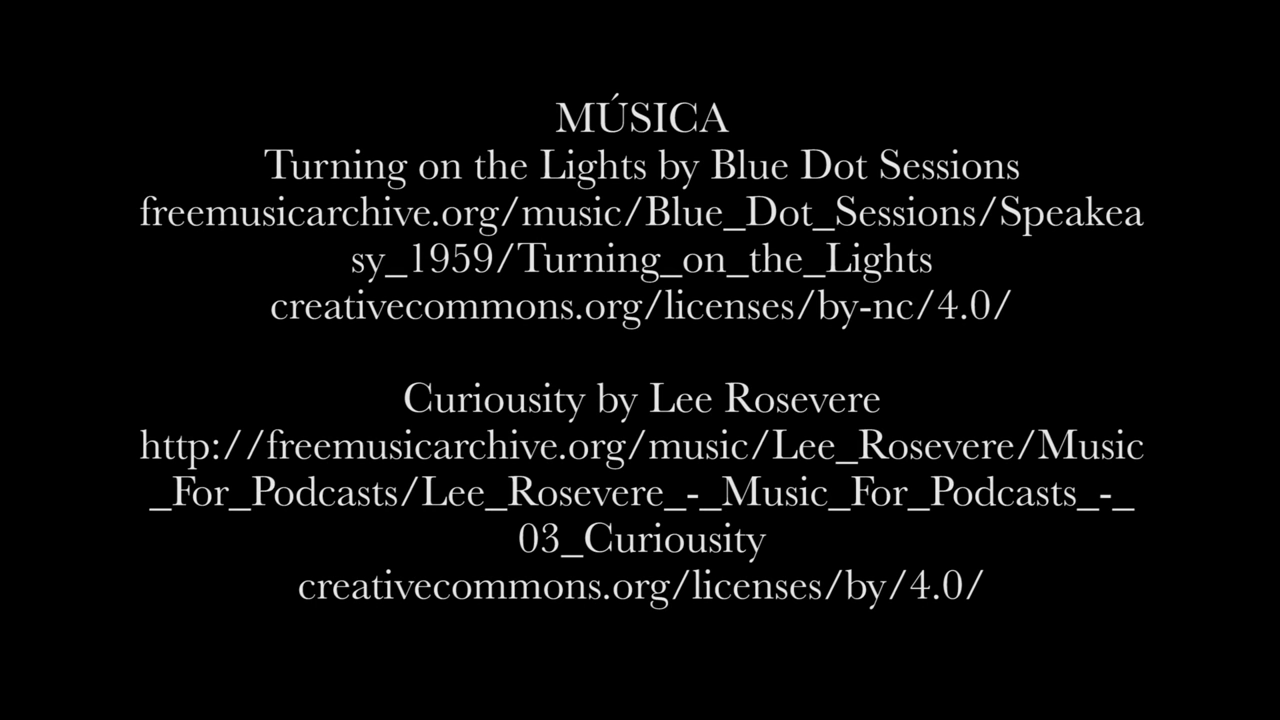 MÚSICA
Turning on the Lights by Blue Dot Sessions
freemusicarchive.org/music/Blue_Dot_Sessions/Speakea
sy_1959/Turning_on_the_Lights
creativecommons.org/licenses/by-nc/4.0/
Curiousity by Lee Rosevere
http://freemusicarchive.org/music/Lee_Rosevere/Music
_For_Podcasts/Lee_Rosevere_-_Music_For_Podcasts_-_
03_Curiousity
creativecommons.org/licenses/by/4.0/